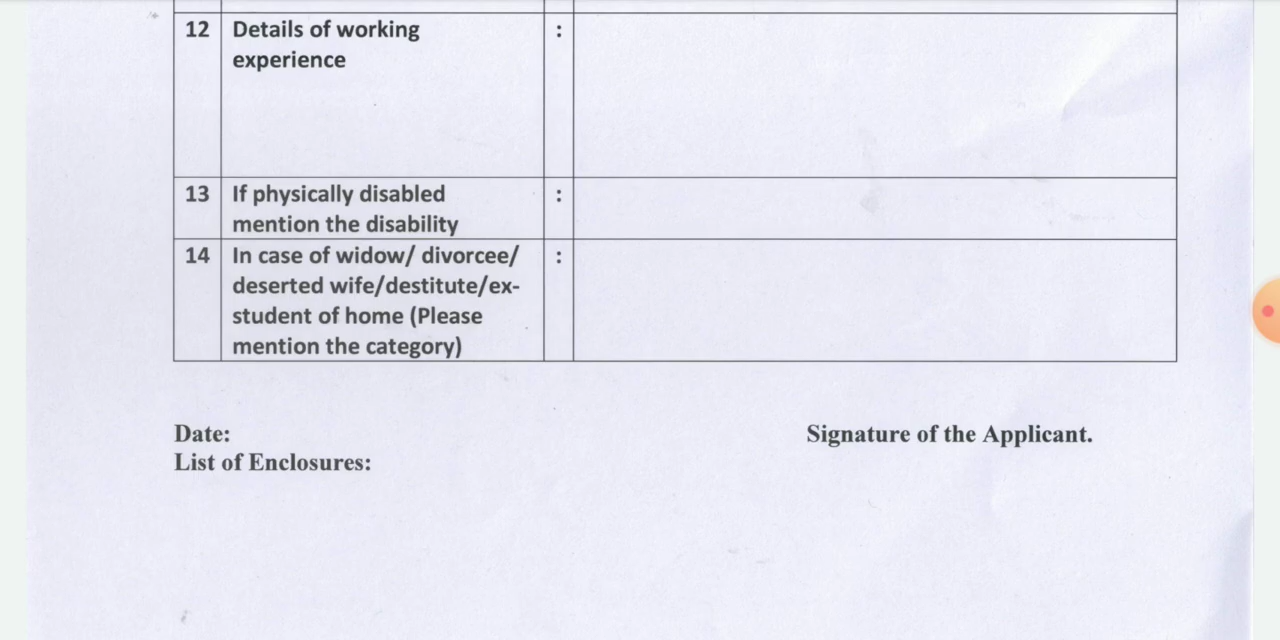 12 Details of working :
experience
13 If physically disabled :
mention the disability
14 In case of widow/ divorcee/ :
deserted wife/destitute/ex-
student of home (Please
mention the category)
Date: Signature of the Applicant.
List of Enclosures: